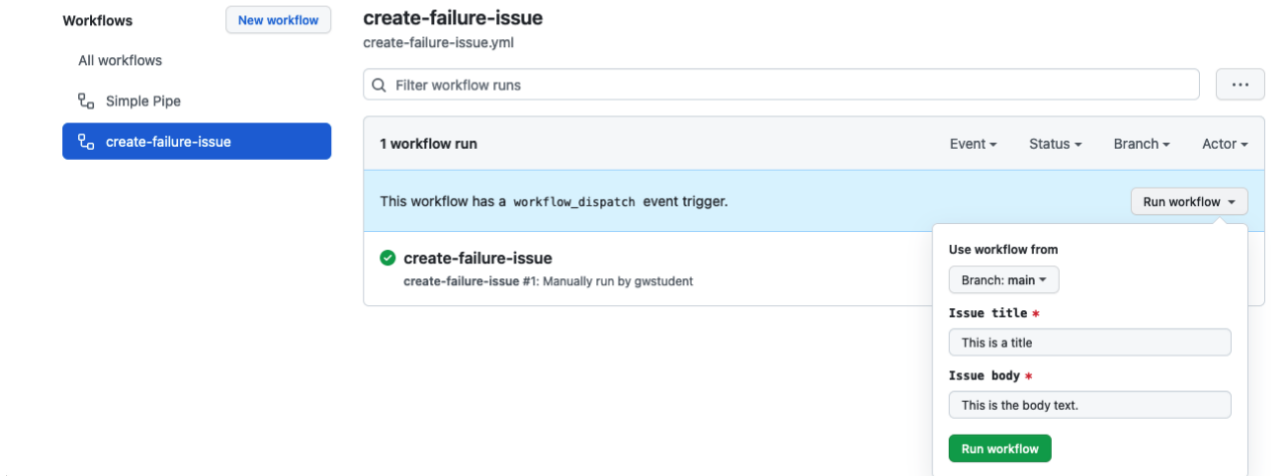 Workflows
New workflow
All workflows
Simple Pipe
create-failure-issue
create-failure-issue
create-failure-issue.yml
Filter workflow runs
...
1 workflow run
Event
Status
Branch
Actor
This workflow has a workflow_dispatch event trigger.
Run workflow
create-failure-issue
create-failure-issue #1: Manually run by gwstudent
Use workflow from
Branch: main
Issue title *
This is a title
Issue body *
This is the body text.
Run workflow